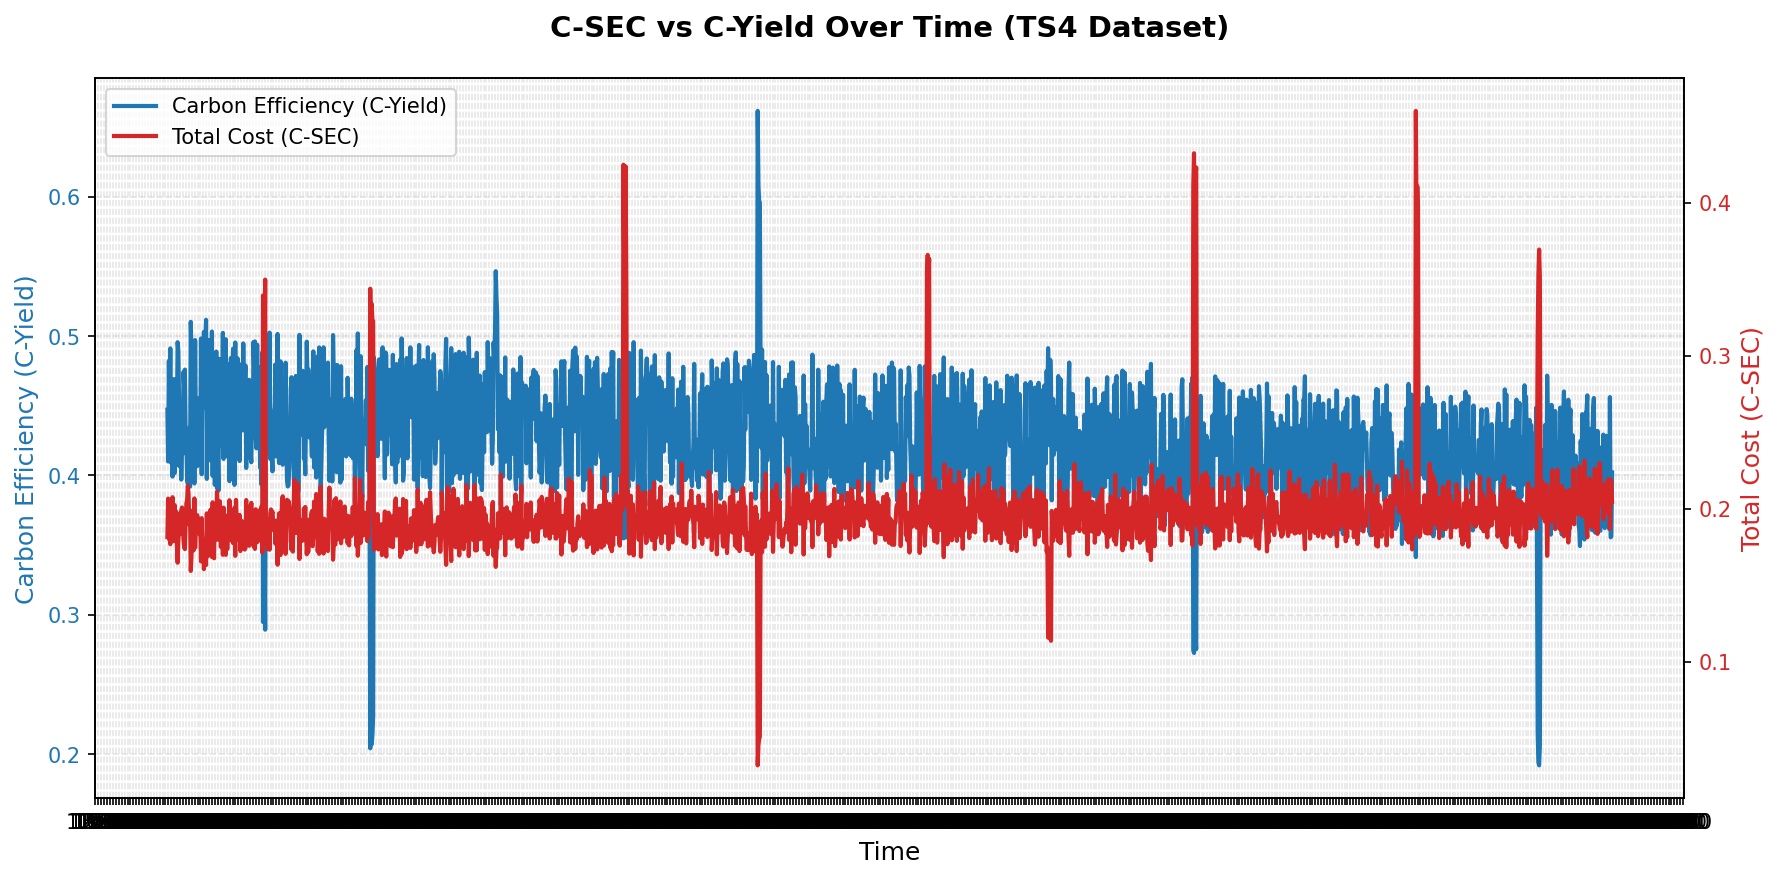 C-SEC vs C-Yield Over Time (TS4 Dataset)
Carbon Efficiency (C-Yield)
Total Cost (C-SEC)
Carbon Efficiency (C-Yield)
0.6
0.5
0.4
0.3
0.2
0.4
0.3
0.2
0.1
Total Cost (C-SEC)
Time